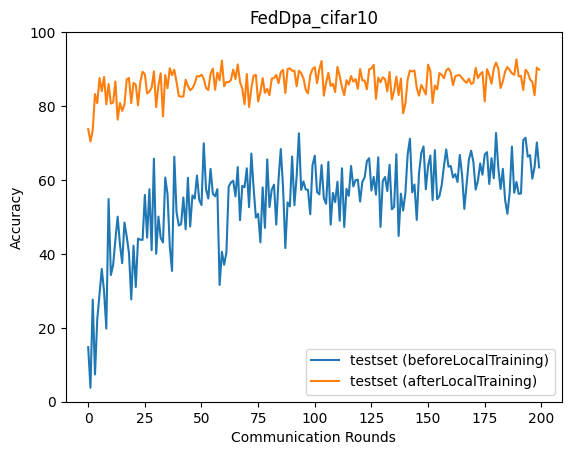 FedDpa_cifar10
100
80
60
40
20
0
Accuracy
0 25 50 75 100 125 150 175 200
Communication Rounds
testset (beforeLocalTraining)
testset (afterLocalTraining)